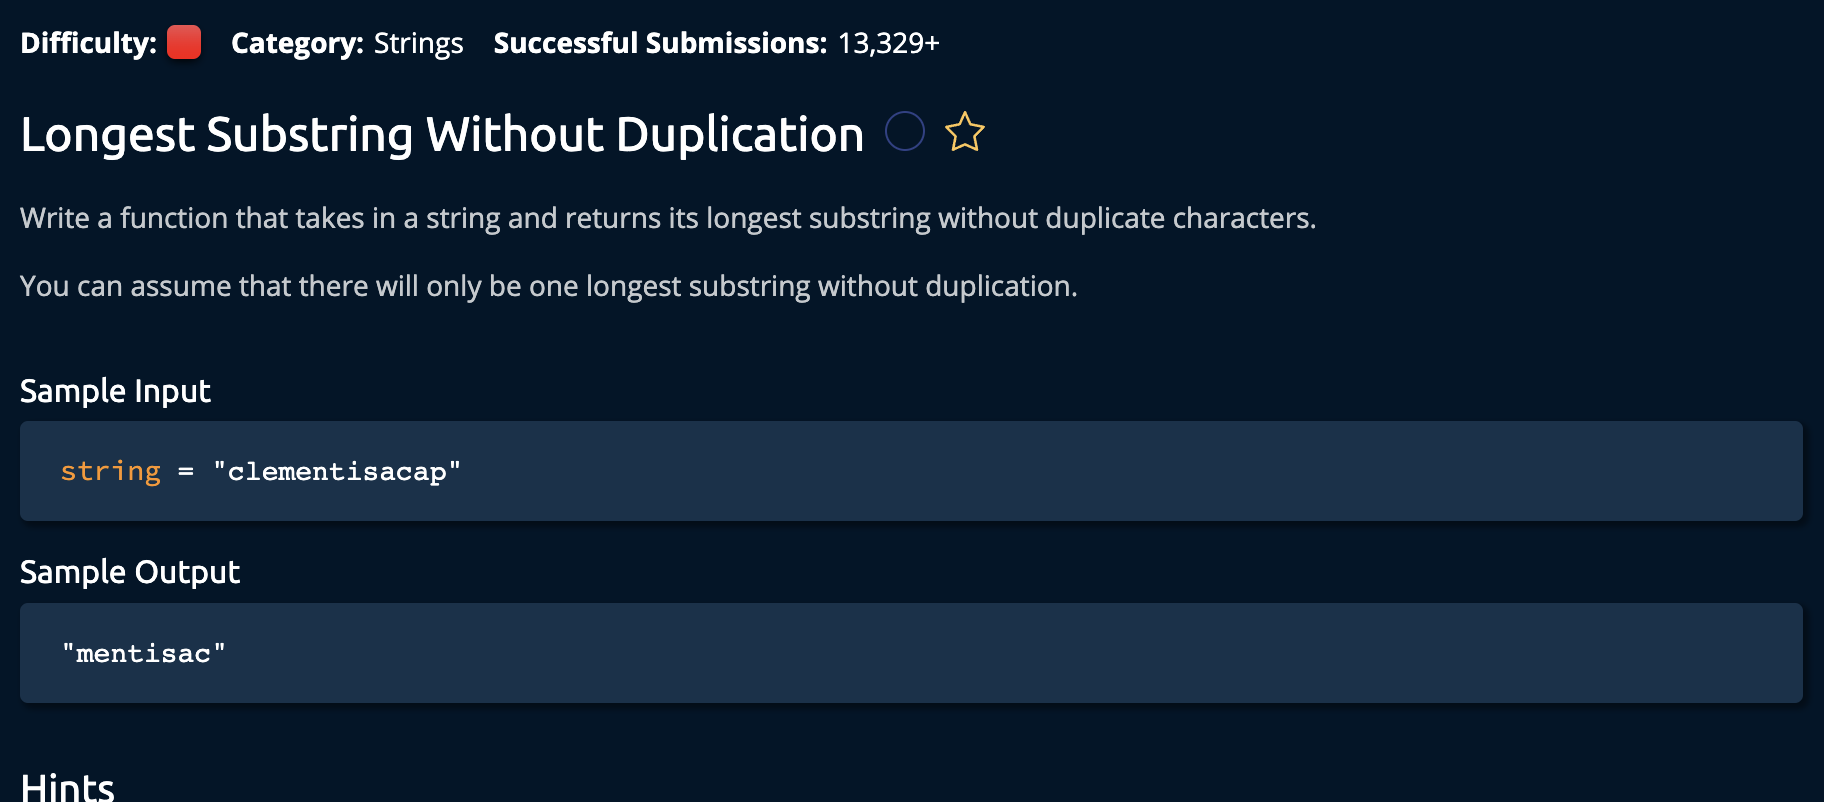 Difficulty: Category: Strings Successful Submissions: 13,329+
Longest Substring Without Duplication
Write a function that takes in a string and returns its longest substring without duplicate characters.
You can assume that there will only be one longest substring without duplication.
Sample Input
string = "clementisacap"
Sample Output
"mentisac"
Hints